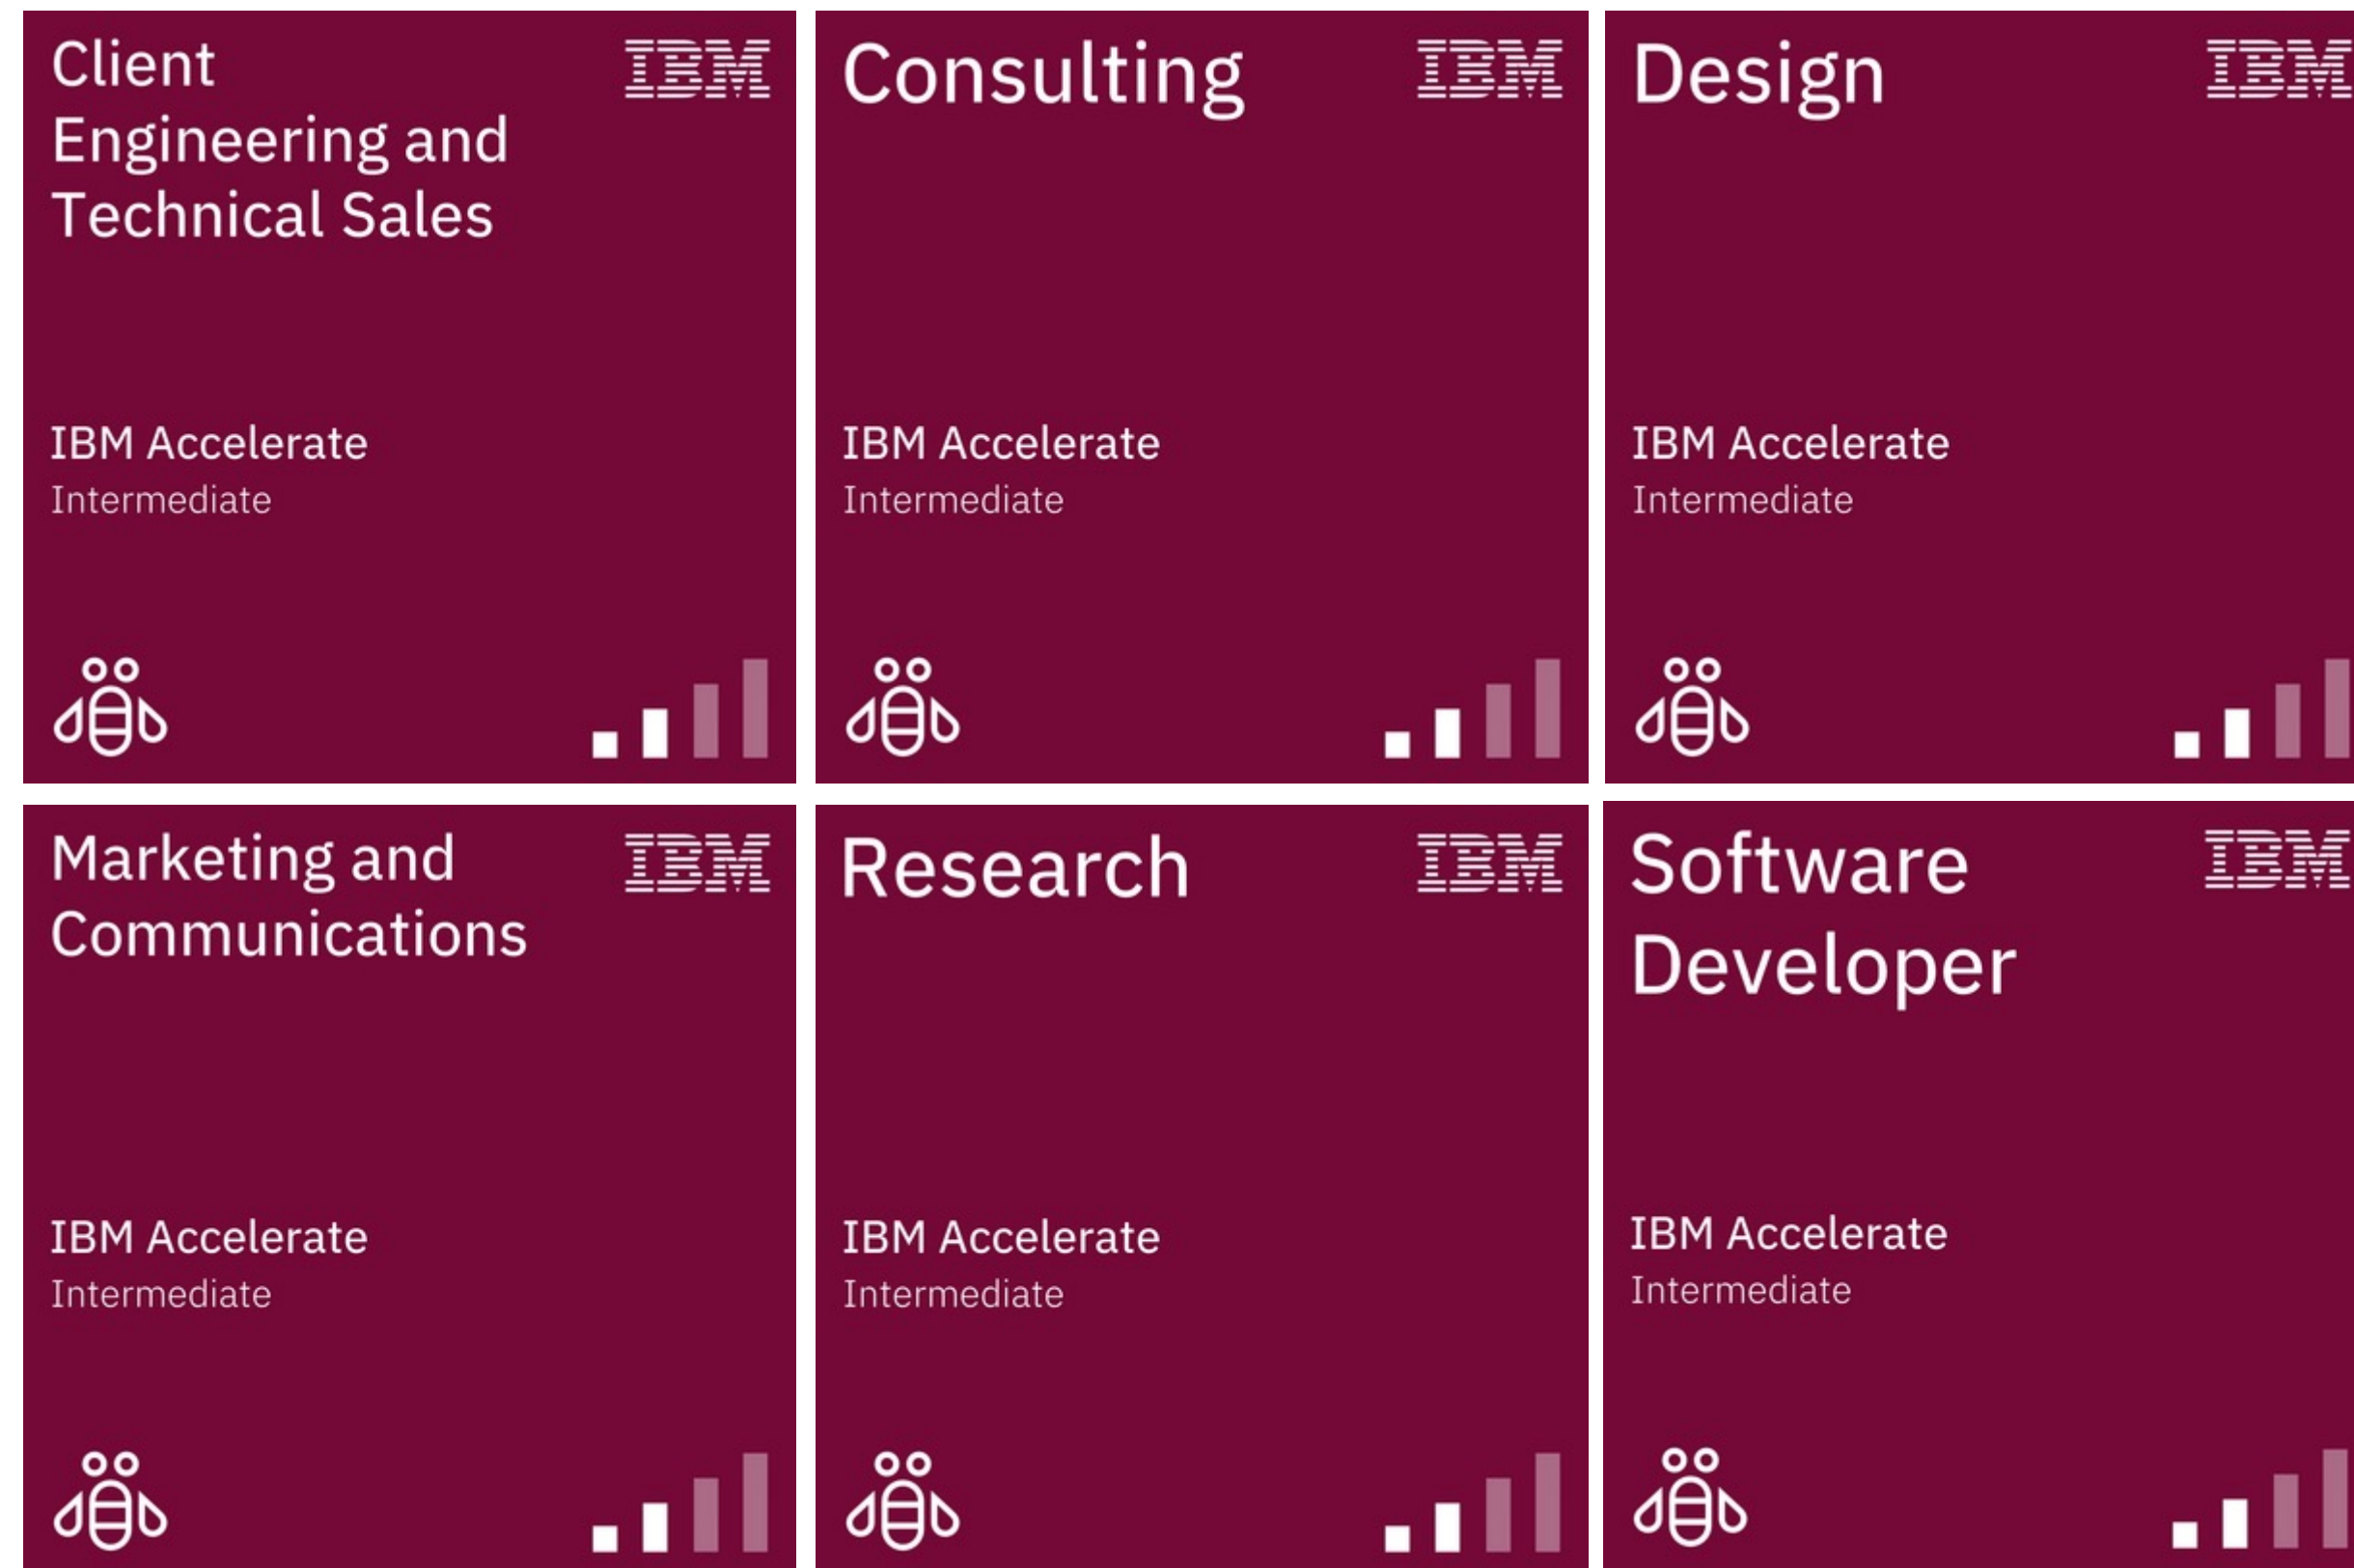 Client
Engineering and
Technical Sales
IBM
IBM Accelerate
Intermediate
Consulting
IBM
IBM Accelerate
Intermediate
Design
IBM
IBM Accelerate
Intermediate
Marketing and
Communications
IBM
IBM Accelerate
Intermediate
Research
IBM
IBM Accelerate
Intermediate
Software
Developer
IBM
IBM Accelerate
Intermediate